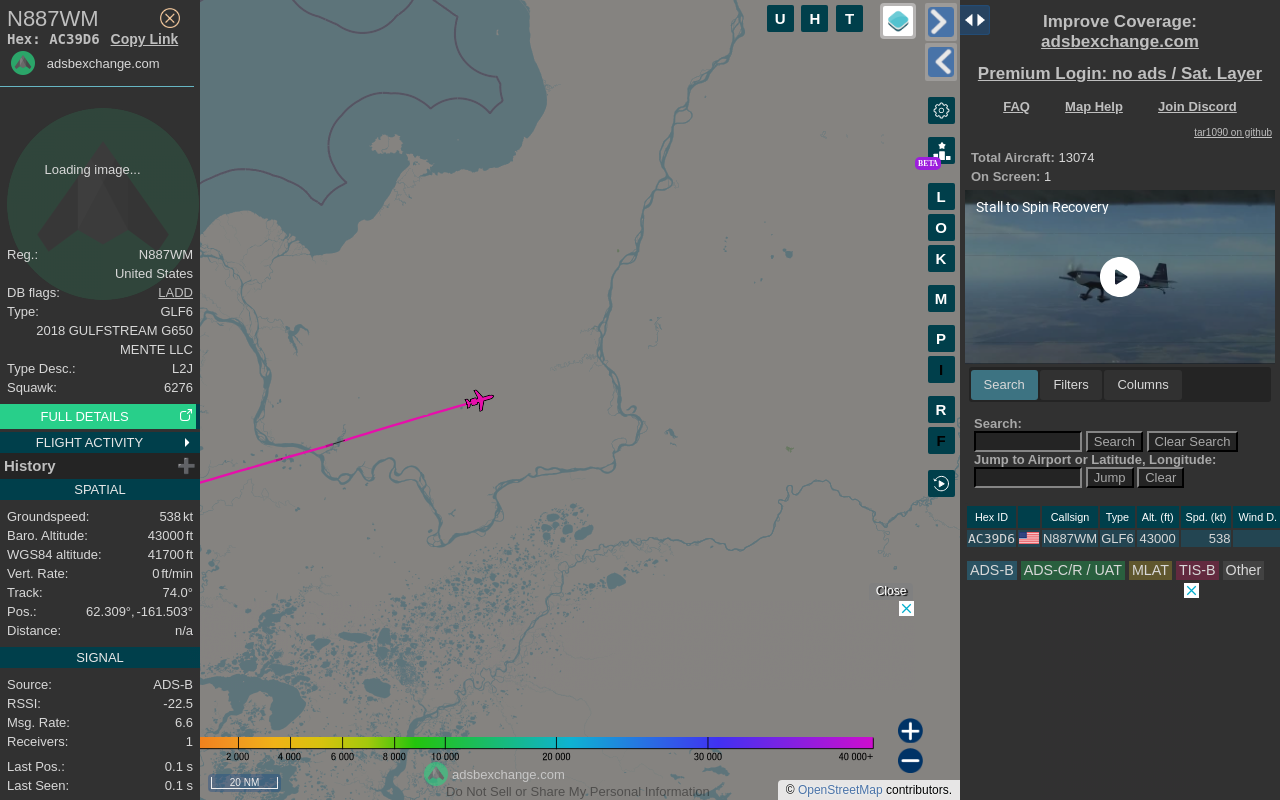 N887WM
Hex: AC39D6 Copy Link
adsbexchange.com
Loading image...
Reg.: N887WM
United States
DB flags: LADD
Type: GLF6
2018 GULFSTREAM G650
MENTE LLC
Type Desc.: L2J
Squawk: 6276
FULL DETAILS
FLIGHT ACTIVITY
History
SPATIAL
Groundspeed: 538 kt
Baro. Altitude: 43000 ft
WGS84 altitude: 41700 ft
Vert. Rate: 0 ft/min
Track: 74.0°
Pos.: 62.309°, -161.503°
Distance: n/a
SIGNAL
Source: ADS-B
RSSI: -22.5
Msg. Rate: 6.6
Receivers: 1
Last Pos.: 0.1 s
Last Seen: 0.1 s
U H T
BETA
L
O
K
M
P
I
R
F
Close
2 000 4 000 6 000 8 000 10 000 20 000 30 000 40 000+
20 NM
adsbexchange.com
Do Not Sell or Share My Personal Information
© OpenStreetMap contributors.
Improve Coverage:
adsbexchange.com
Premium Login: no ads / Sat. Layer
FAQ Map Help Join Discord
tar1090 on github
Total Aircraft: 13074
On Screen: 1
Stall to Spin Recovery
Search Filters Columns
Search:
Search Clear Search
Jump to Airport or Latitude, Longitude:
Jump Clear
Hex ID Callsign Type Alt. (ft) Spd. (kt) Wind D.
AC39D6 N887WM GLF6 43000 538
ADS-B ADS-C/R / UAT MLAT TIS-B Other